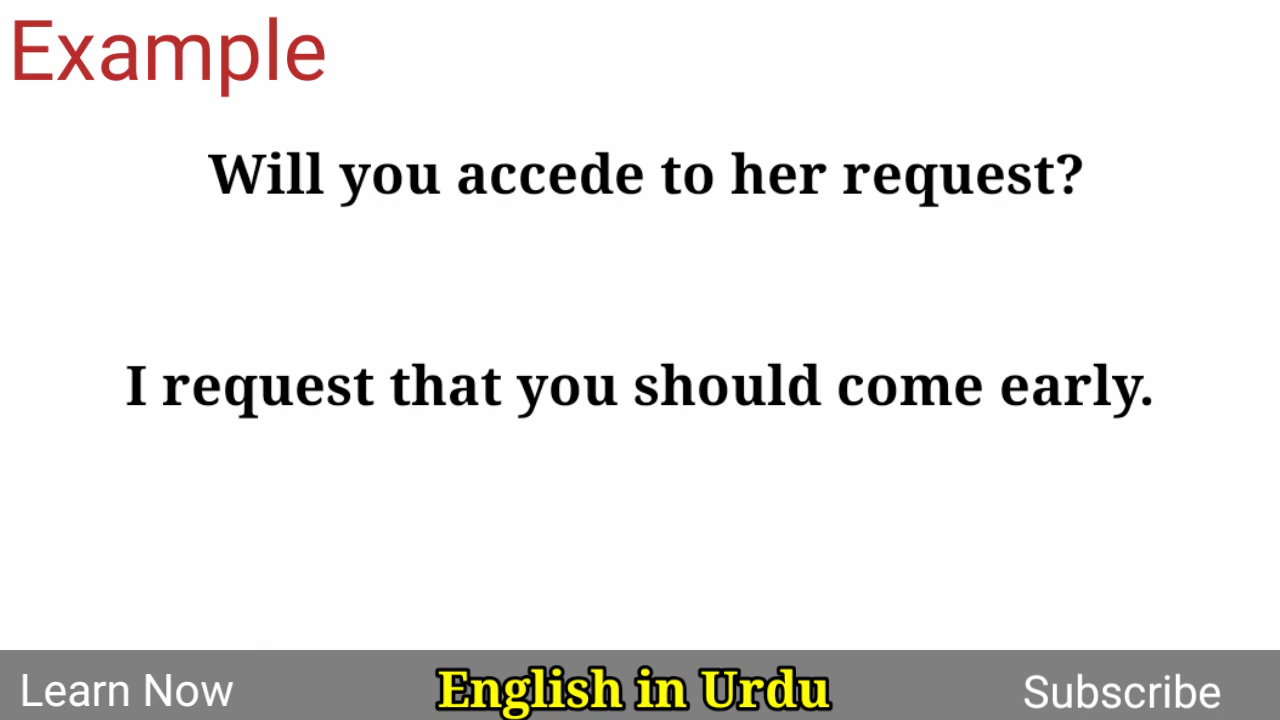 Example
Will you accede to her request?
I request that you should come early.
Learn Now
English in Urdu
Subscribe